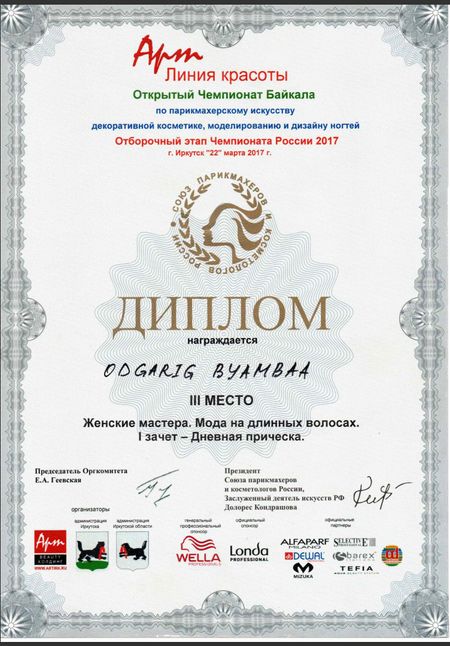 Арт
Линия красоты
Открытый Чемпионат Байкала
по парикмахерскому искусству
декоративной косметике, моделированию и дизайну ногтей
Отборочный этап Чемпионата России 2017
г. Иркутск "22" марта 2017 г.
СОЮЗ ПАРИКМАХЕРОВ И КОСМЕТОЛОГОВ РОССИИ
ДИПЛОМ
награждается
ODGARIG BYAMBAA
III МЕСТО
Женские мастера. Мода на длинных волосах.
I зачет – Дневная прическа.
Председатель Оргкомитета
Е.А. Геевская
Президент
Союза парикмахеров
и косметологов России,
Заслуженный деятель искусств РФ
Долорес Кондрашова
организаторы
администрация Иркутска
администрация Иркутской области
генеральный профессиональный спонсор
официальный спонсор
официальные партнеры
Арт
BEAUTY
ХОЛДИНГ
WWW.ARTIRK.RU
WELLA
PROFESSIONALS
Londa
PROFESSIONAL
ALFAPARF
MILANO
DEWAL
MIZUKA
SELECTIVE
PROFESSIONAL
barex
TEFIA